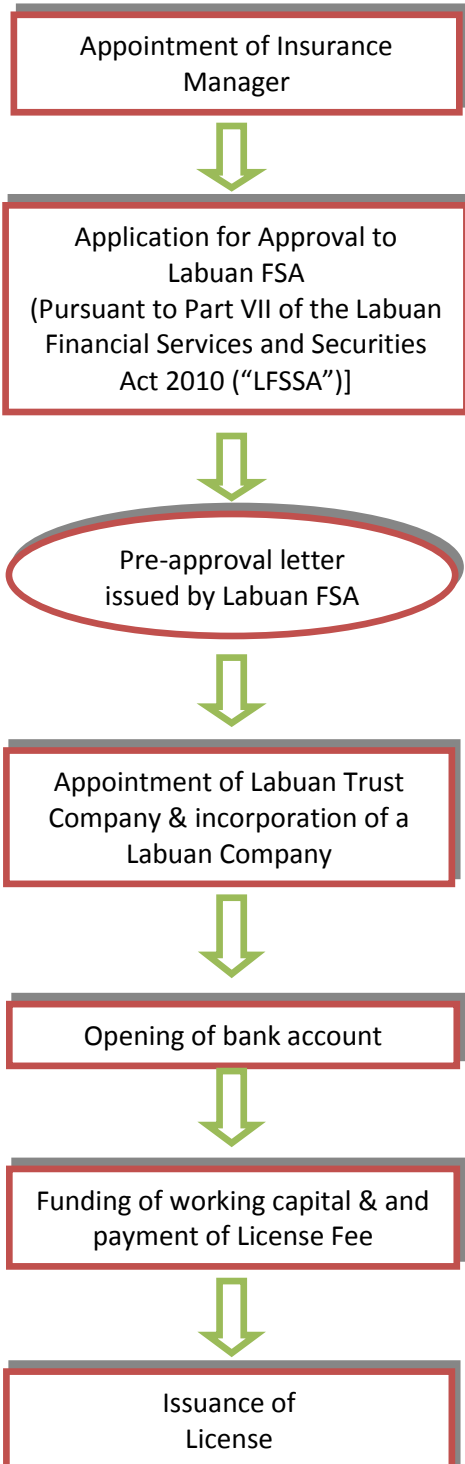 Appointment of Insurance
Manager
Application for Approval to
Labuan FSA
(Pursuant to Part VII of the Labuan
Financial Services and Securities
Act 2010 (“LFSSA”)]
Pre-approval letter
issued by Labuan FSA
Appointment of Labuan Trust
Company & incorporation of a
Labuan Company
Opening of bank account
Funding of working capital & and
payment of License Fee
Issuance of
License